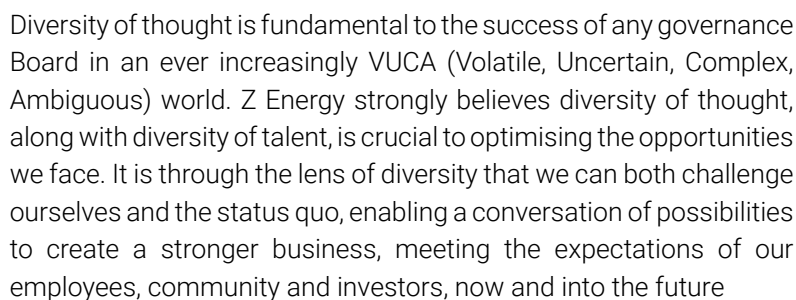 Diversity of thought is fundamental to the success of any governance
Board in an ever increasingly VUCA (Volatile, Uncertain, Complex,
Ambiguous) world. Z Energy strongly believes diversity of thought,
along with diversity of talent, is crucial to optimising the opportunities
we face. It is through the lens of diversity that we can both challenge
ourselves and the status quo, enabling a conversation of possibilities
to create a stronger business, meeting the expectations of our
employees, community and investors, now and into the future